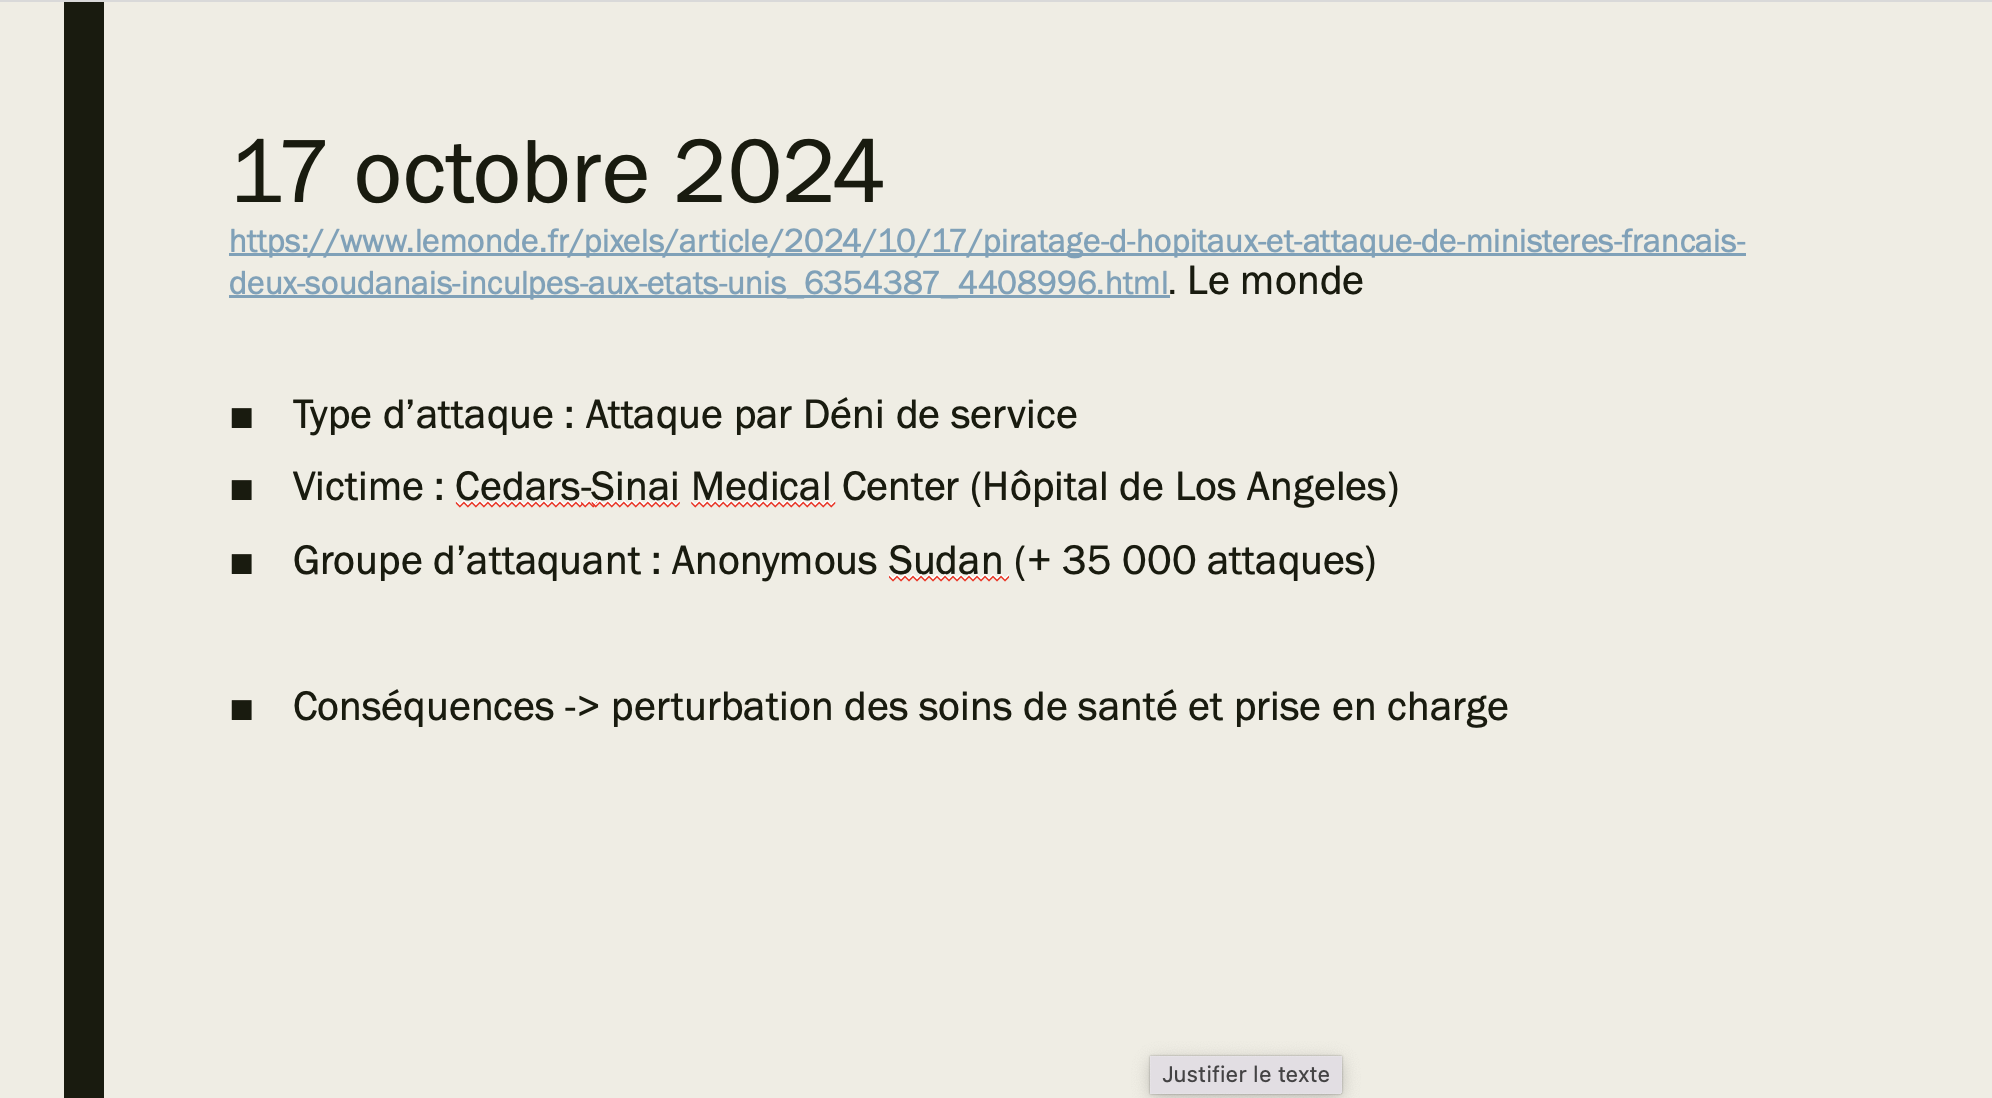 17 octobre 2024
https://www.lemonde.fr/pixels/article/2024/10/17/piratage-d-hopitaux-et-attaque-de-ministeres-francais-
deux-soudanais-inculpes-aux-etats-unis_6354387_4408996.html. Le monde
■ Type d’attaque : Attaque par Déni de service
■ Victime : Cedars-Sinai Medical Center (Hôpital de Los Angeles)
■ Groupe d’attaquant : Anonymous Sudan (+ 35 000 attaques)
■ Conséquences -> perturbation des soins de santé et prise en charge
Justifier le texte